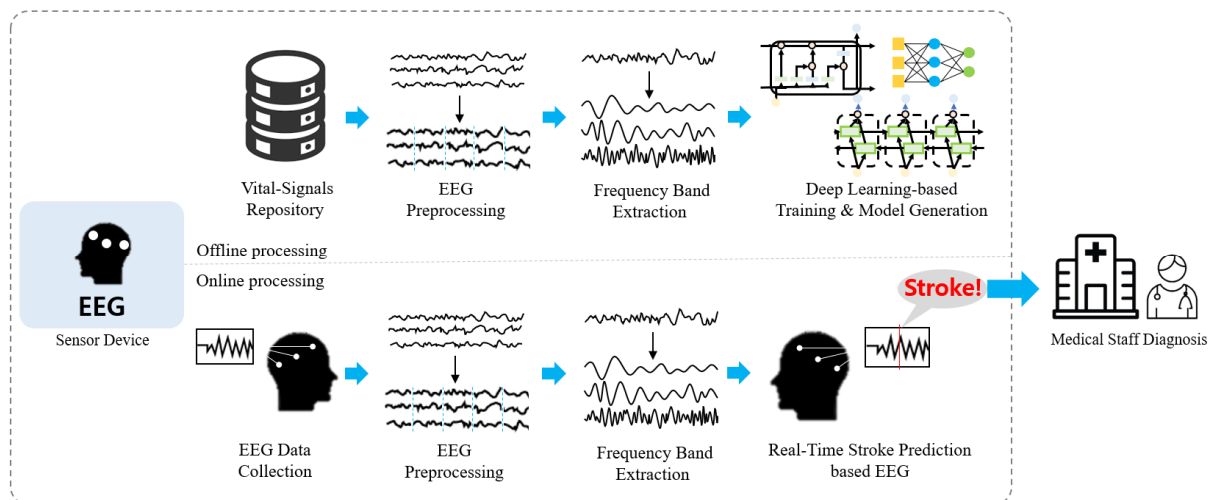 Vital-Signals
Repository
EEG
Preprocessing
Frequency Band
Extraction
Deep Learning-based
Training & Model Generation
EEG
Sensor Device
Offline processing
Online processing
Stroke!
Medical Staff Diagnosis
EEG Data
Collection
EEG
Preprocessing
Frequency Band
Extraction
Real-Time Stroke Prediction
based EEG